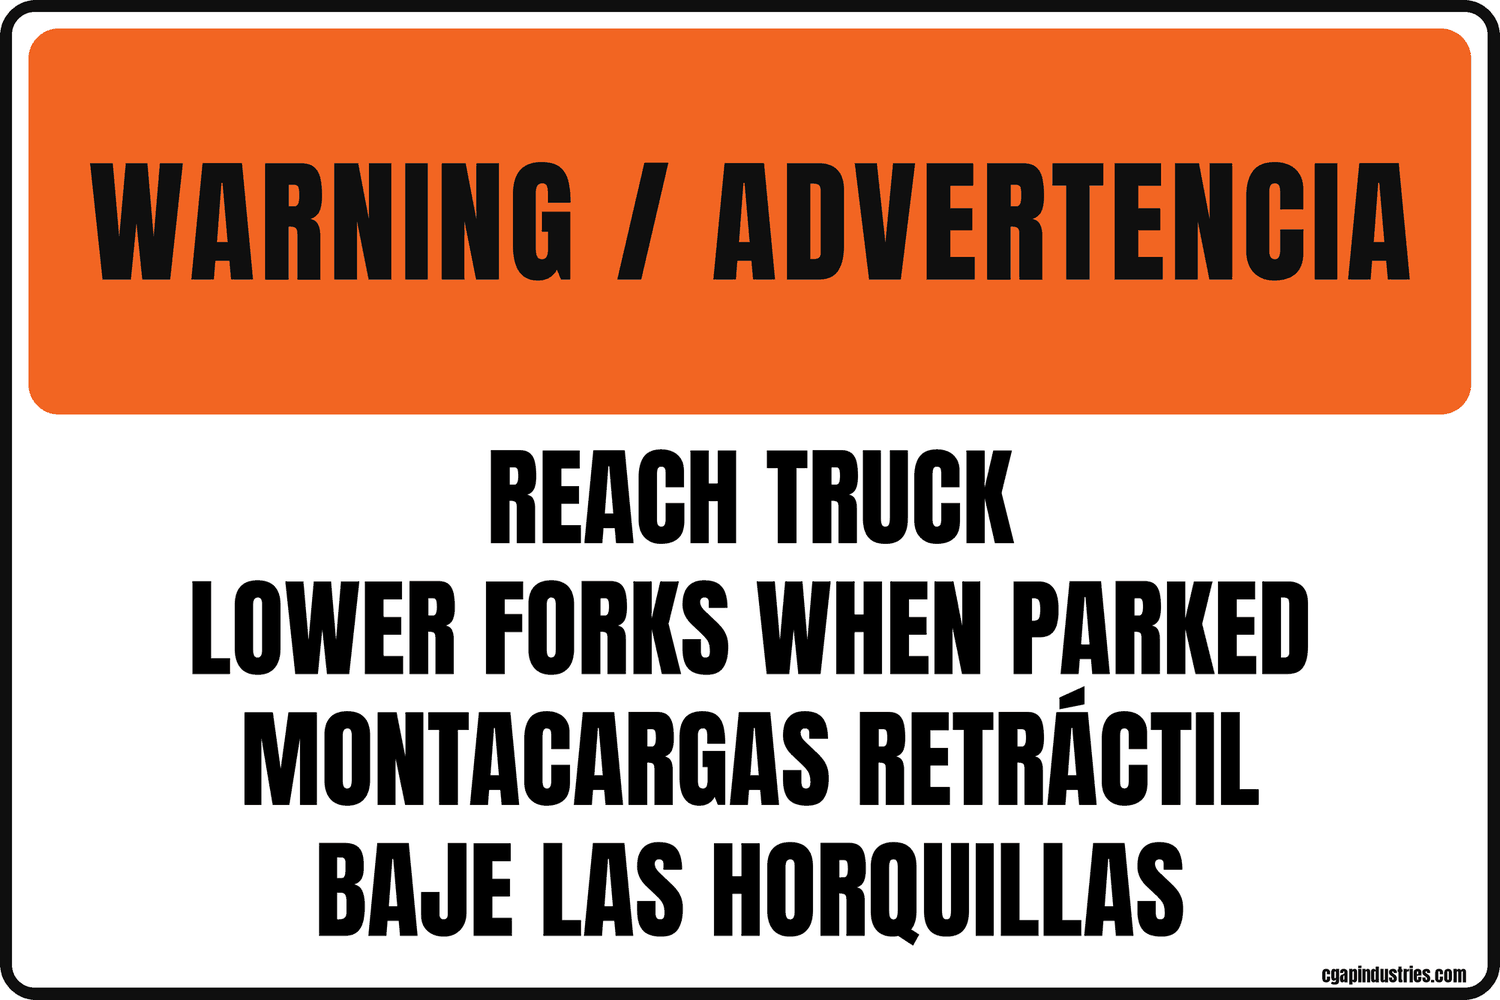 WARNING / ADVERTENCIA
REACH TRUCK
LOWER FORKS WHEN PARKED
MONTACARGAS RETRÁCTIL
BAJE LAS HORQUILLAS
cgapindustries.com